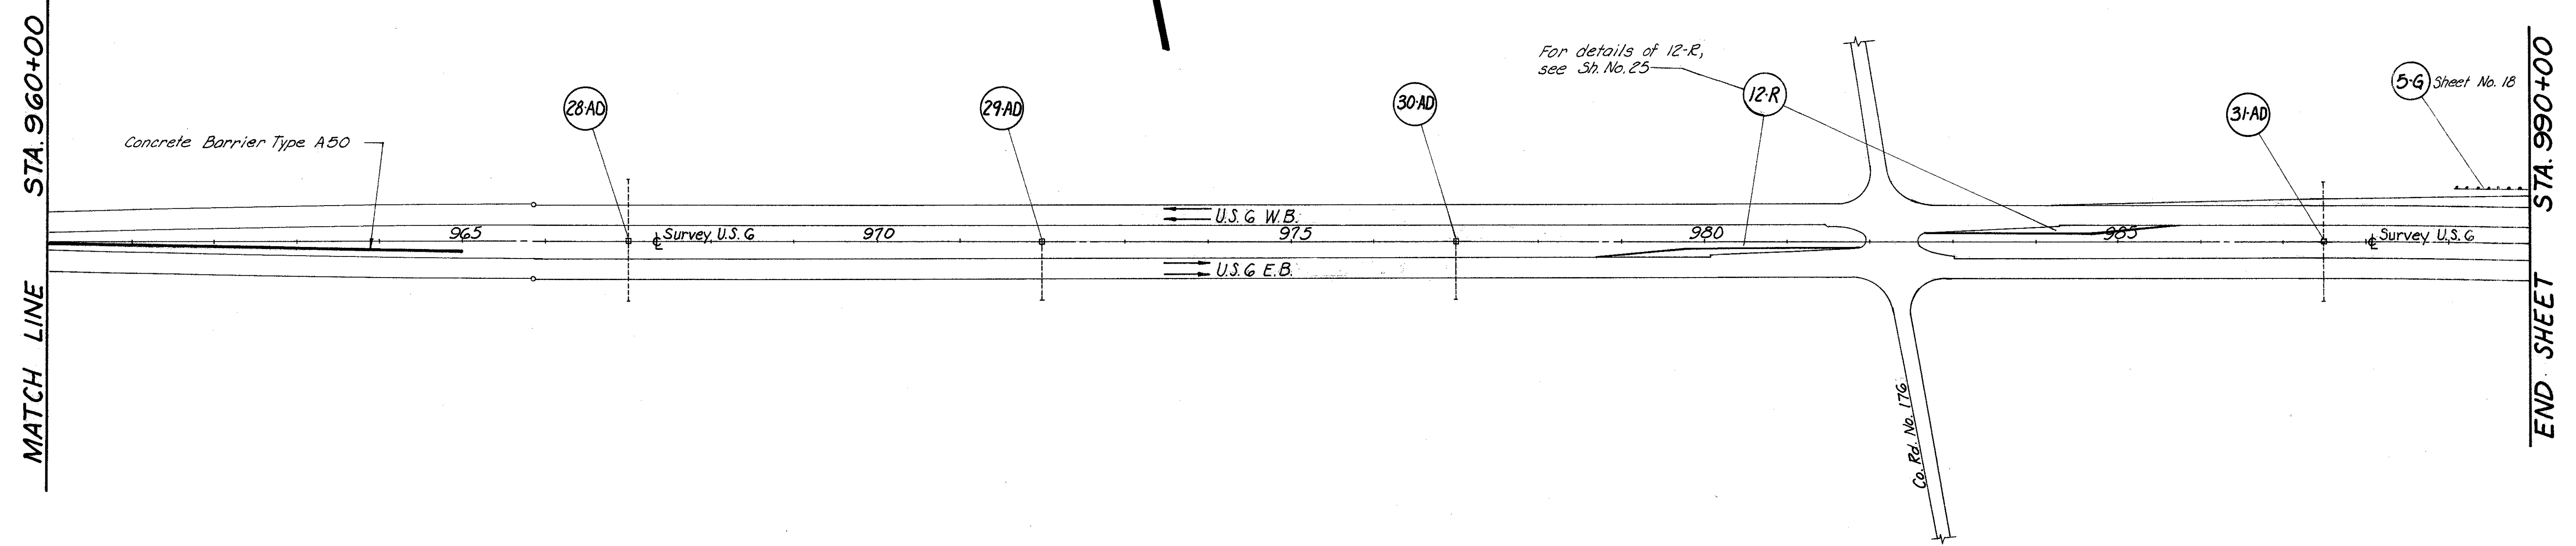 MATCH LINE STA. 960+00
Concrete Barrier Type A50
28-AD
29-AD
30-AD
For details of 12-R,
see Sh. No. 25
12-R
31-AD
5-G Sheet No. 18
U.S. 6 W.B.
965
℄ Survey U.S. 6
970
975
980
985
℄ Survey U.S. 6
U.S. 6 E.B.
Co. Rd. No. 176
END SHEET STA. 990+00